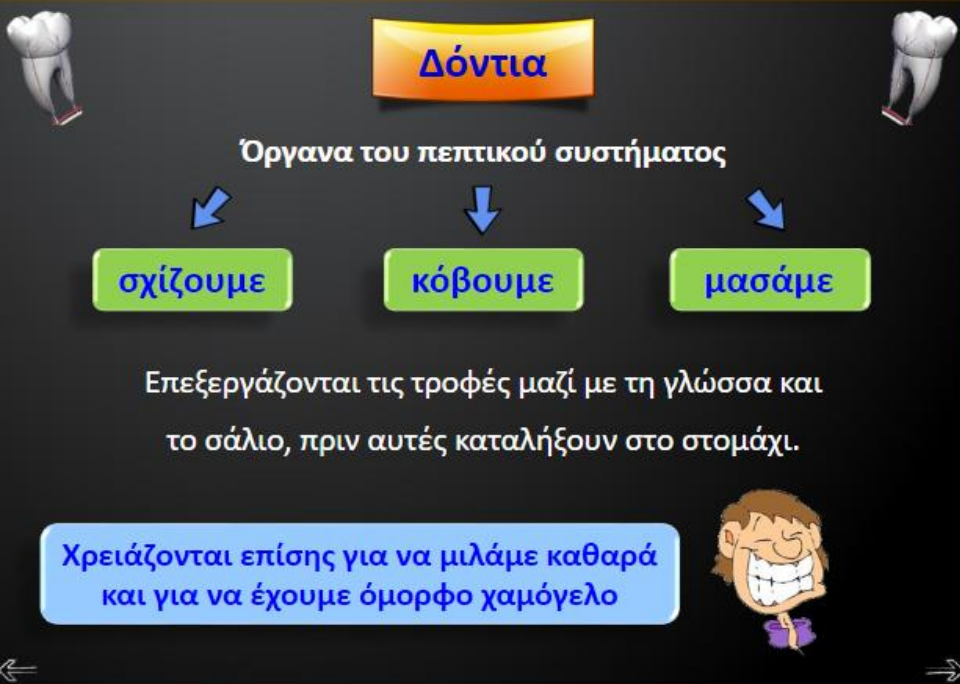 Δόντια
Όργανα του πεπτικού συστήματος
σχίζουμε κόβουμε μασάμε
Επεξεργάζονται τις τροφές μαζί με τη γλώσσα και
το σάλιο, πριν αυτές καταλήξουν στο στομάχι.
Χρειάζονται επίσης για να μιλάμε καθαρά
και για να έχουμε όμορφο χαμόγελο